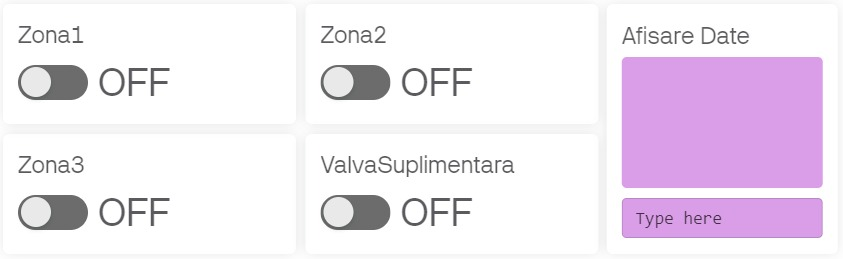 Zona1
OFF
Zona2
OFF
Afisare Date
Type here
Zona3
OFF
ValvaSuplimentara
OFF